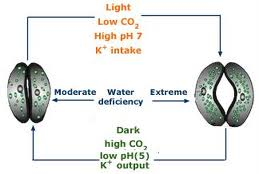 Light
Low CO₂
High pH 7
K⁺ intake
Moderate Water Extreme
deficiency
Dark
high CO₂
low pH(5)
K⁺ output